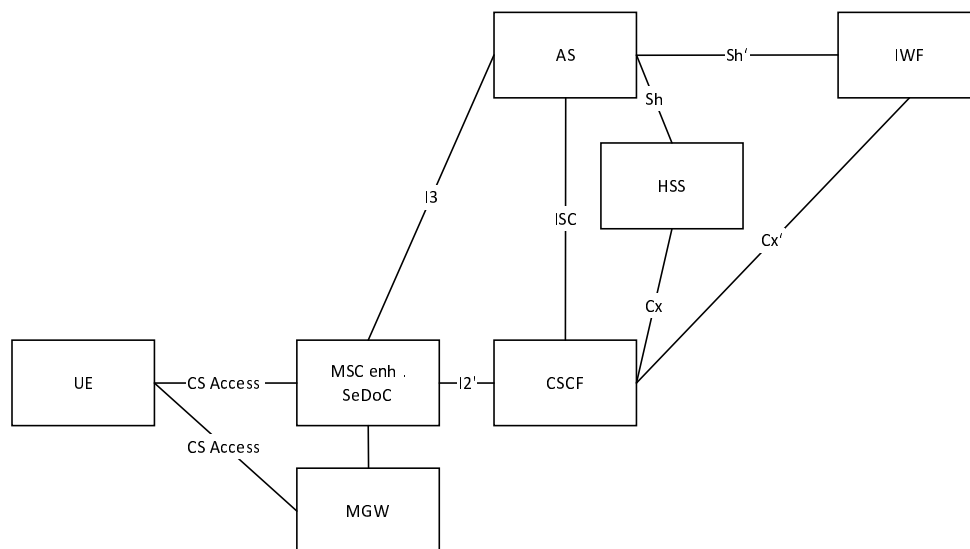 AS
Sh'
IWF
Sh
HSS
I3
ISC
Cx'
Cx
UE
CS Access
MSC enh .
SeDoC
I2'
CSCF
CS Access
MGW